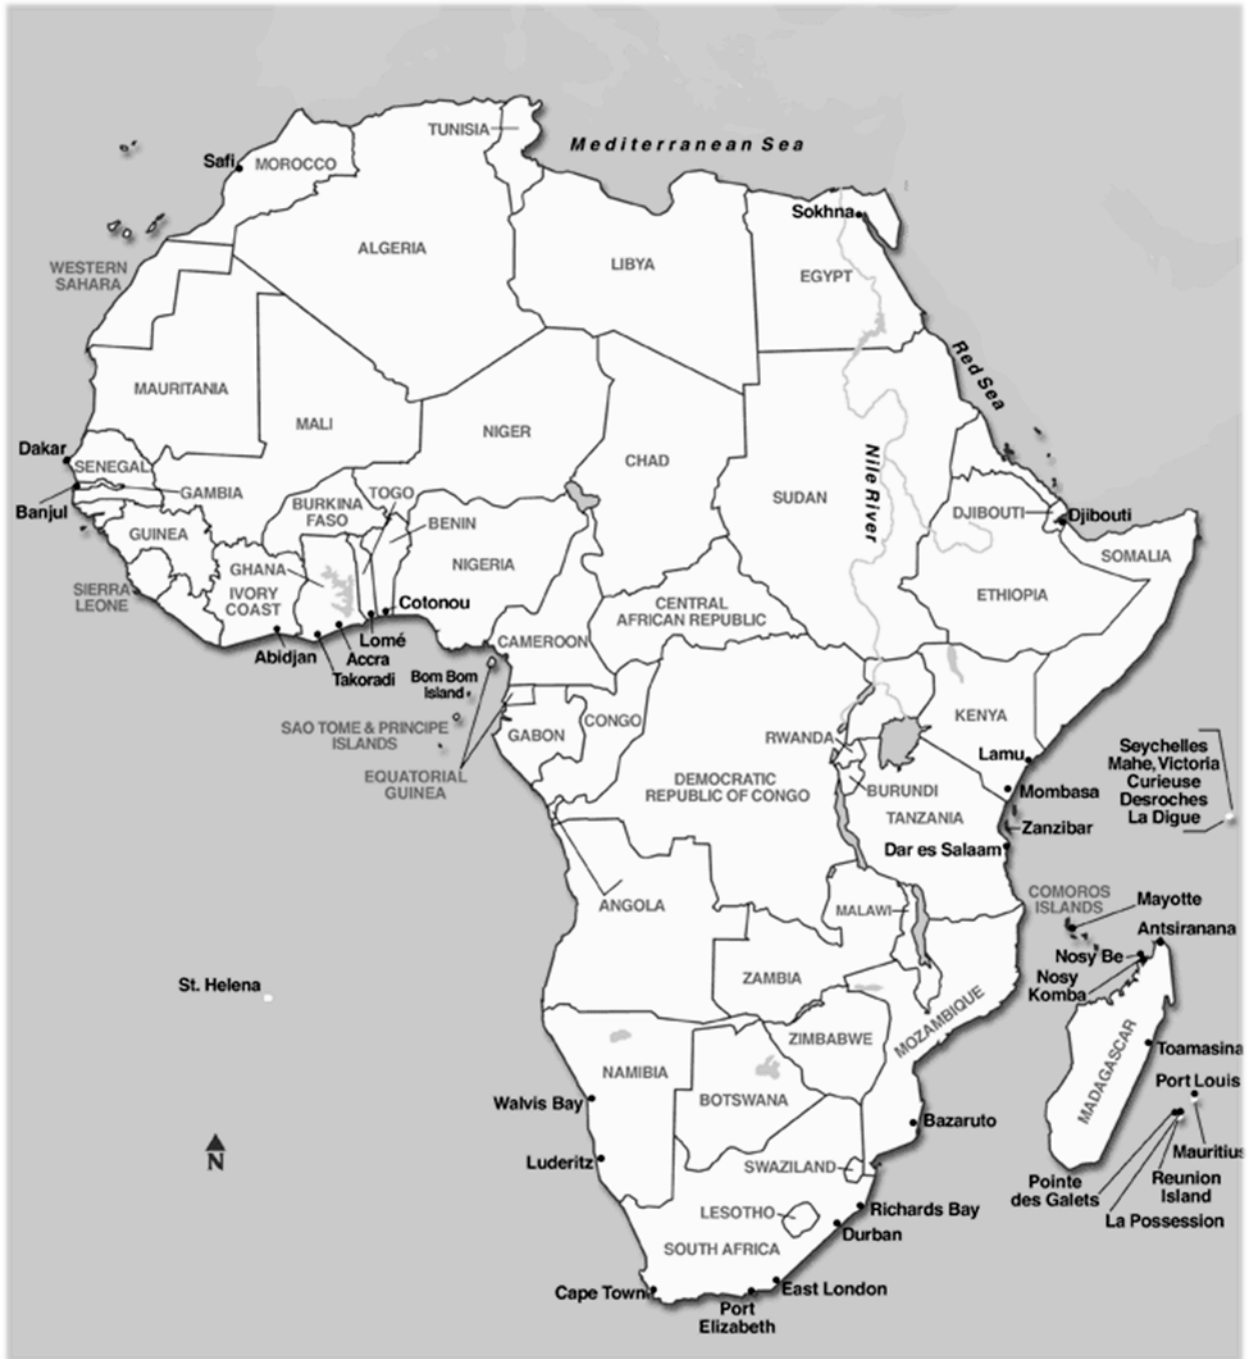 TUNISIA
Mediterranean Sea
Safi
MOROCCO
Sokhna
ALGERIA
LIBYA
EGYPT
WESTERN
SAHARA
Red Sea
MAURITANIA
MALI
NIGER
CHAD
SUDAN
Nile River
Dakar
SENEGAL
GAMBIA
Banjul
BURKINA
FASO
TOGO
BENIN
DJIBOUTI
Djibouti
GUINEA
NIGERIA
SOMALIA
GHANA
IVORY
COAST
SIERRA
LEONE
ETHIOPIA
CENTRAL
AFRICAN REPUBLIC
Cotonou
Lomé
Accra
Abidjan
Takoradi
CAMEROON
Bom Bom
Island
SAO TOME & PRINCIPE
ISLANDS
EQUATORIAL
GUINEA
GABON
CONGO
KENYA
RWANDA
Lamu
DEMOCRATIC
REPUBLIC OF CONGO
BURUNDI
TANZANIA
Mombasa
Zanzibar
Dar es Salaam
Seychelles
Mahe, Victoria
Curieuse
Desroches
La Digue
COMOROS
ISLANDS
Mayotte
Antsiranana
Nosy Be
Nosy
Komba
ANGOLA
MALAWI
ZAMBIA
St. Helena
MOZAMBIQUE
ZIMBABWE
NAMIBIA
BOTSWANA
MADAGASCAR
Toamasina
Port Louis
Walvis Bay
Bazaruto
Mauritius
N
Luderitz
SWAZILAND
Pointe
des Galets
Reunion
Island
La Possession
LESOTHO
Richards Bay
Durban
SOUTH AFRICA
Cape Town
East London
Port
Elizabeth